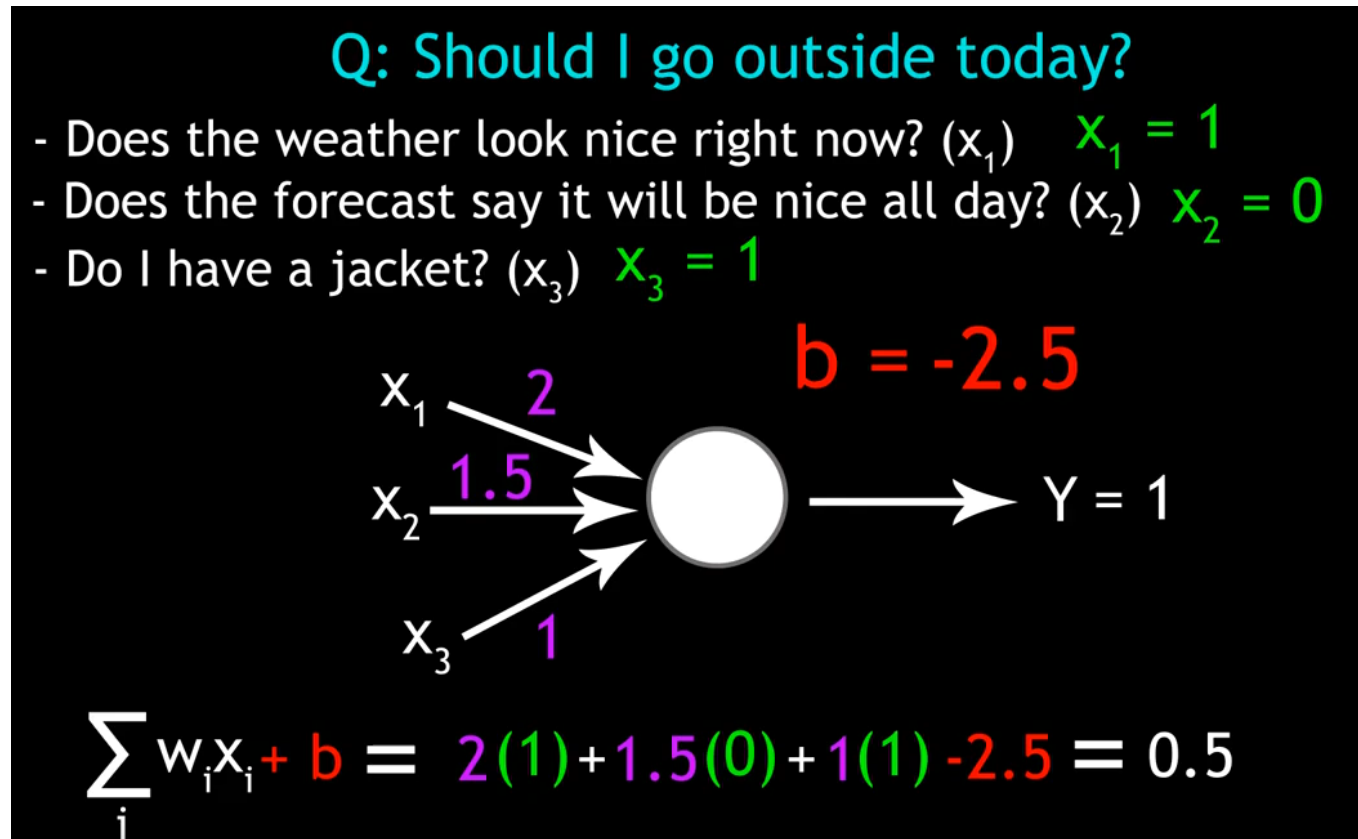 Q: Should I go outside today?
- Does the weather look nice right now? (x₁) x₁ = 1
- Does the forecast say it will be nice all day? (x₂) x₂ = 0
- Do I have a jacket? (x₃) x₃ = 1
b = -2.5
x₁ 2
x₂ 1.5
Y = 1
x₃ 1
∑ᵢ wᵢxᵢ + b = 2(1)+1.5(0)+1(1) -2.5 = 0.5